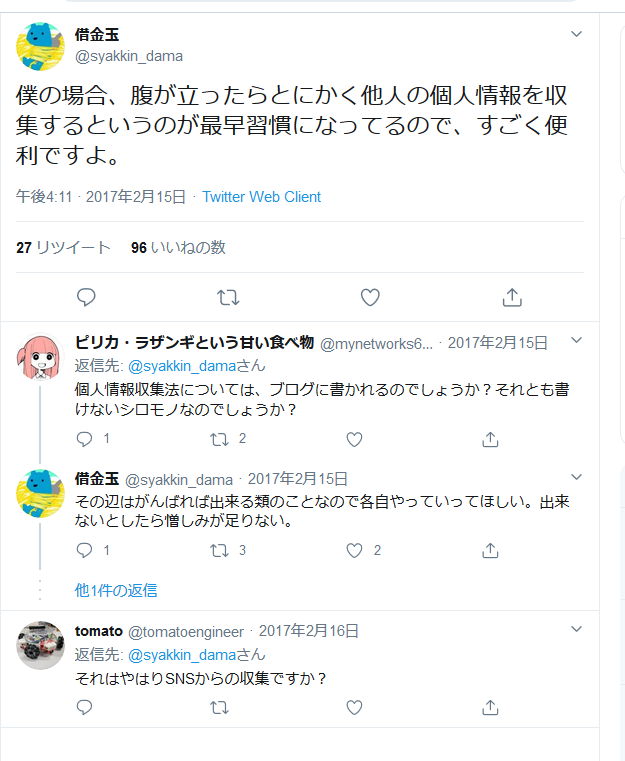 借金玉
@syakkin_dama
僕の場合、腹が立ったらとにかく他人の個人情報を収
集するというのが最早習慣になってるので、すごく便
利ですよ。
午後4:11 · 2017年2月15日 · Twitter Web Client
27 リツイート 96 いいねの数
ピリカ・ラザンギという甘い食べ物 @mynetworks6... · 2017年2月15日
返信先: @syakkin_damaさん
個人情報収集法については、ブログに書かれるのでしょうか？それとも書
けないシロモノなのでしょうか？
1 2
借金玉 @syakkin_dama · 2017年2月15日
その辺はがんばれば出来る類のことなので各自やっていってほしい。出来
ないとしたら憎しみが足りない。
1 3 2
他1件の返信
tomato @tomatoengineer · 2017年2月16日
返信先: @syakkin_damaさん
それはやはりSNSからの収集ですか？